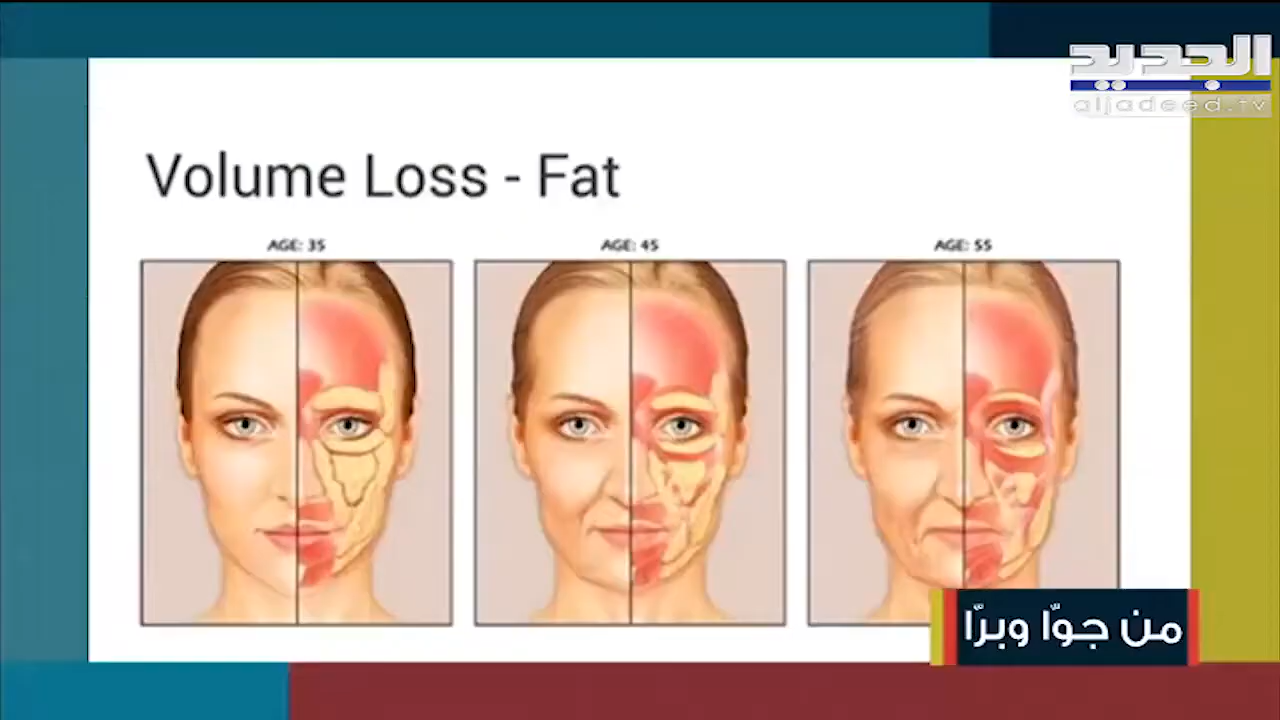 الجديد
aljadeed.tv
Volume Loss - Fat
AGE: 35
AGE: 45
AGE: 55
من جوّا وبرّا